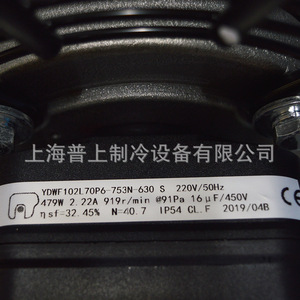 上海普上制冷设备有限公司
YDWF102L70P6-753N-630 S 220V/50Hz
479W 2.22A 919r/min @91Pa 16μF/450V
ηsf=32.45% N=40.7 IP54 CL.F 2019/04B
CE